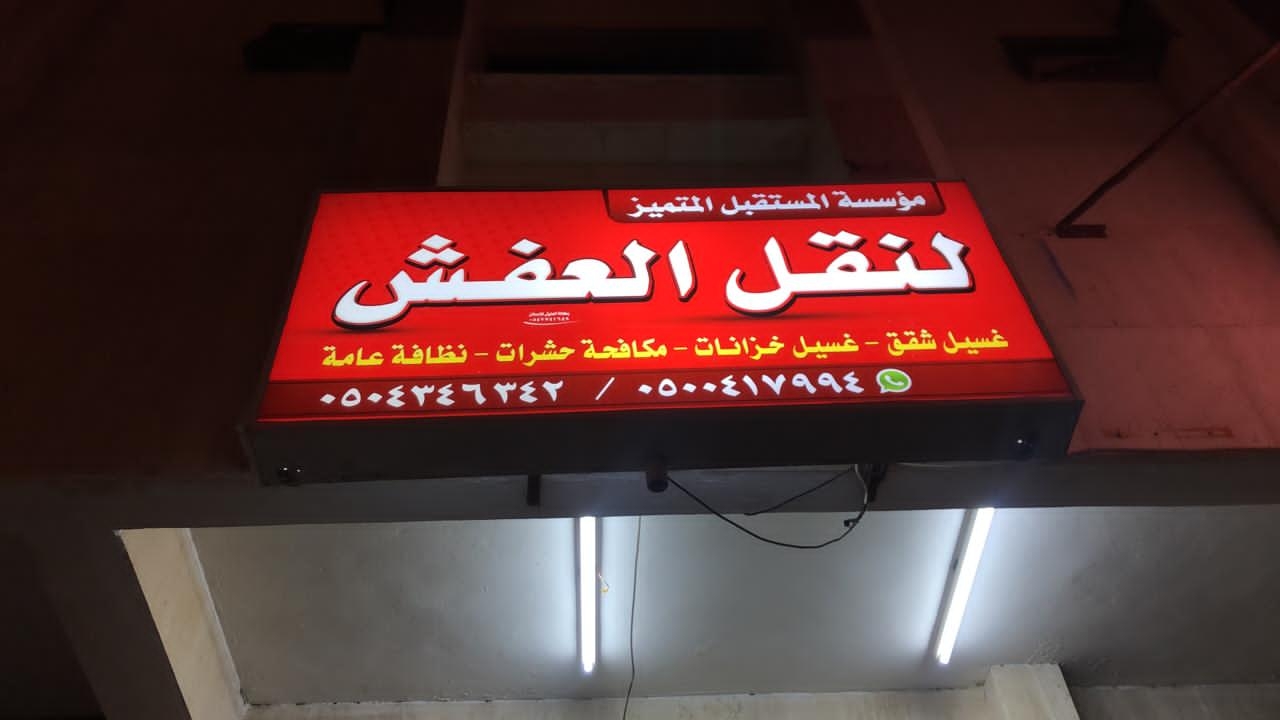 مؤسسة المستقبل المتميز
لنقل العفش
غسيل شقق - غسيل خزانات - مكافحة حشرات - نظافة عامة
٠٥٠٠٤١٧٩٩٤ / ٠٥٠٤٣٤٦٣٤٢